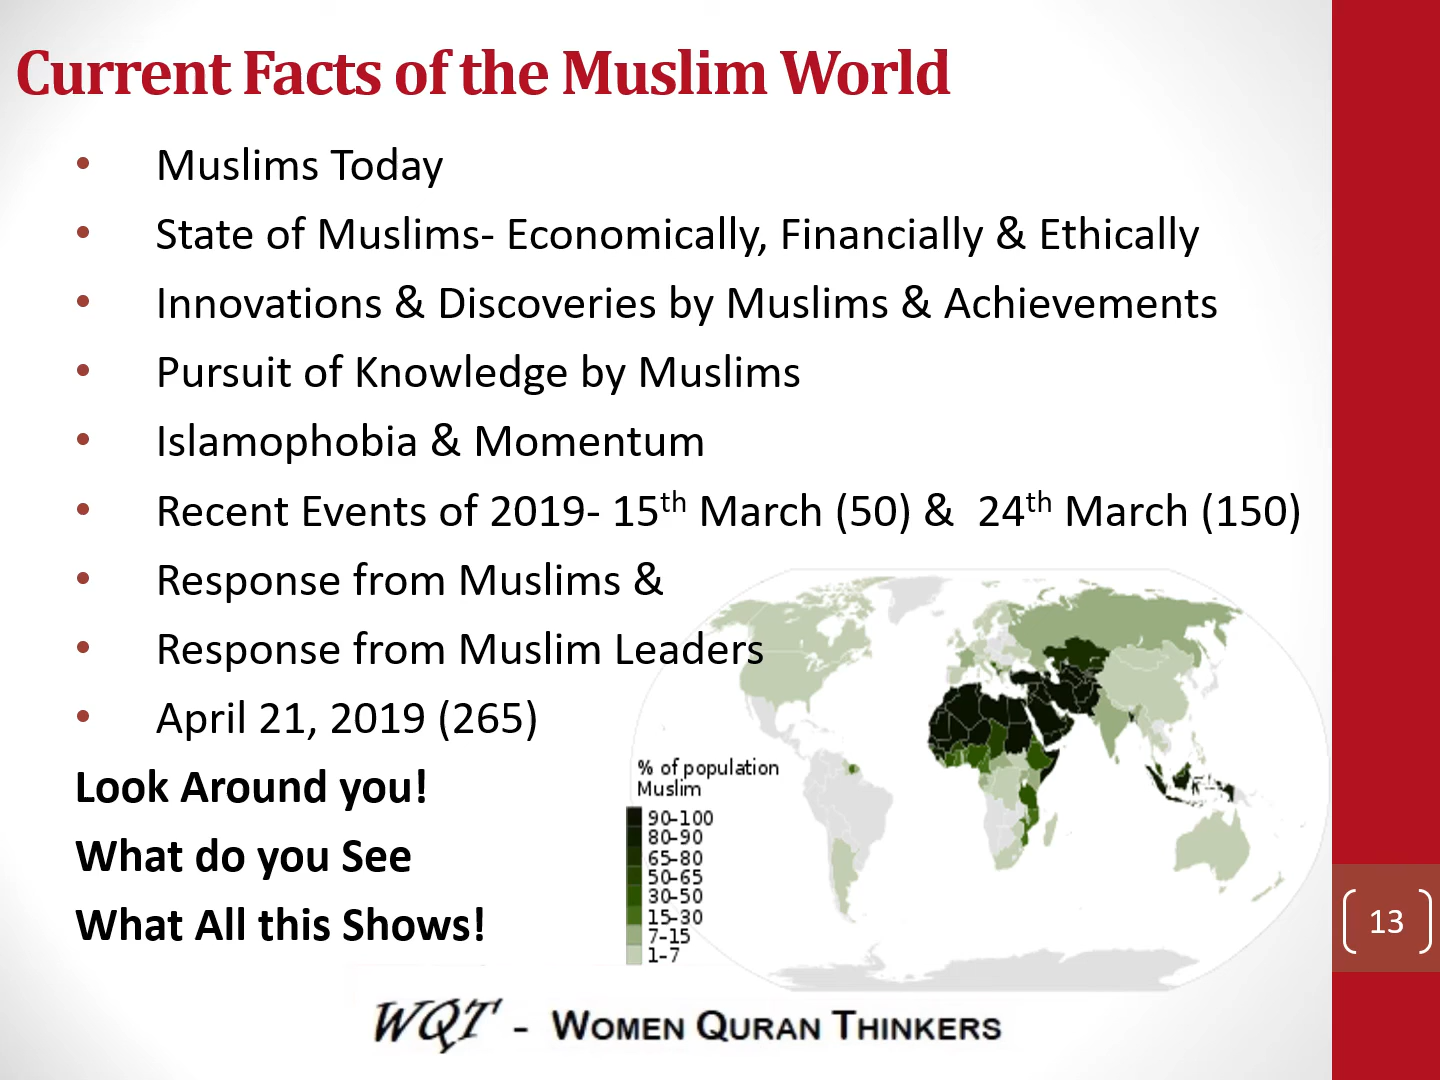 Current Facts of the Muslim World
• Muslims Today
• State of Muslims- Economically, Financially & Ethically
• Innovations & Discoveries by Muslims & Achievements
• Pursuit of Knowledge by Muslims
• Islamophobia & Momentum
• Recent Events of 2019- 15th March (50) & 24th March (150)
• Response from Muslims &
• Response from Muslim Leaders
• April 21, 2019 (265)
Look Around you!
What do you See
What All this Shows!
% of population
Muslim
90–100
80–90
65–80
50–65
30–50
15–30
7–15
1–7
13
WQT - WOMEN QURAN THINKERS